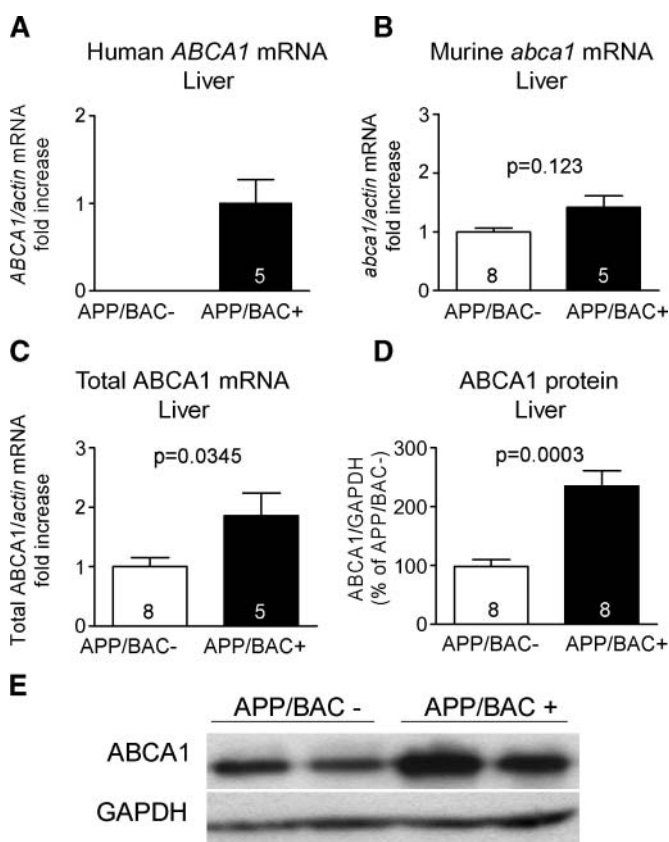 A
Human ABCA1 mRNA
Liver
ABCA1/actin mRNA
fold increase
2
1
0
5
APP/BAC-
APP/BAC+
B
Murine abca1 mRNA
Liver
abca1/actin mRNA
fold increase
3
2
1
0
p=0.123
8
5
APP/BAC-
APP/BAC+
C
Total ABCA1 mRNA
Liver
Total ABCA1/actin mRNA
fold increase
3
2
1
0
p=0.0345
8
5
APP/BAC-
APP/BAC+
D
ABCA1 protein
Liver
ABCA1/GAPDH
(% of APP/BAC-)
300
200
100
0
p=0.0003
8
8
APP/BAC-
APP/BAC+
E
APP/BAC -
APP/BAC +
ABCA1
GAPDH